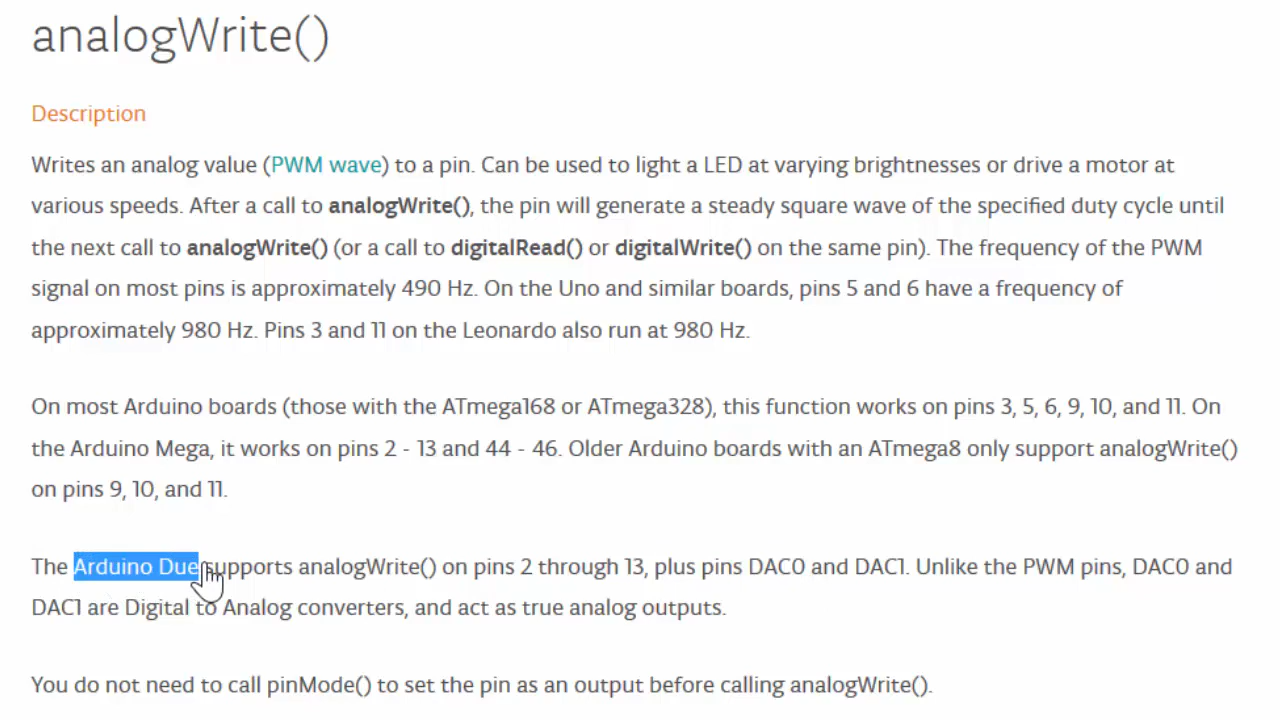 analogWrite()
Description
Writes an analog value (PWM wave) to a pin. Can be used to light a LED at varying brightnesses or drive a motor at
various speeds. After a call to analogWrite(), the pin will generate a steady square wave of the specified duty cycle until
the next call to analogWrite() (or a call to digitalRead() or digitalWrite() on the same pin). The frequency of the PWM
signal on most pins is approximately 490 Hz. On the Uno and similar boards, pins 5 and 6 have a frequency of
approximately 980 Hz. Pins 3 and 11 on the Leonardo also run at 980 Hz.
On most Arduino boards (those with the ATmega168 or ATmega328), this function works on pins 3, 5, 6, 9, 10, and 11. On
the Arduino Mega, it works on pins 2 - 13 and 44 - 46. Older Arduino boards with an ATmega8 only support analogWrite()
on pins 9, 10, and 11.
The Arduino Due supports analogWrite() on pins 2 through 13, plus pins DAC0 and DAC1. Unlike the PWM pins, DAC0 and
DAC1 are Digital to Analog converters, and act as true analog outputs.
You do not need to call pinMode() to set the pin as an output before calling analogWrite().